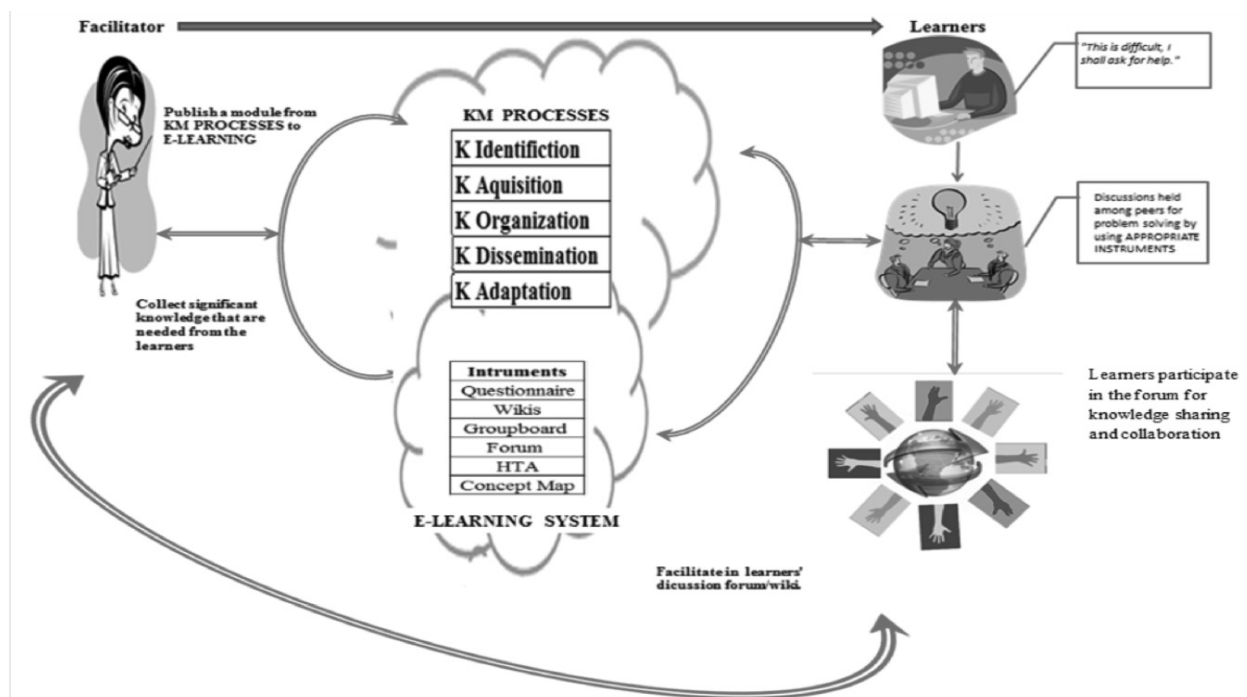 Facilitator
Learners
"This is difficult, I
shall ask for help."
Publish a module from
KM PROCESSES to
E-LEARNING
KM PROCESSES
K Identifiction
K Aquisition
K Organization
K Dissemination
K Adaptation
Discussions held
among peers for
problem solving by
using APPROPRIATE
INSTRUMENTS
Collect significant
knowledge that are
needed from the
learners
Intruments
Questionnaire
Wikis
Groupboard
Forum
HTA
Concept Map
E-LEARNING SYSTEM
Learners participate
in the forum for
knowledge sharing
and collaboration
Facilitate in learners'
dicussion forum/wiki.